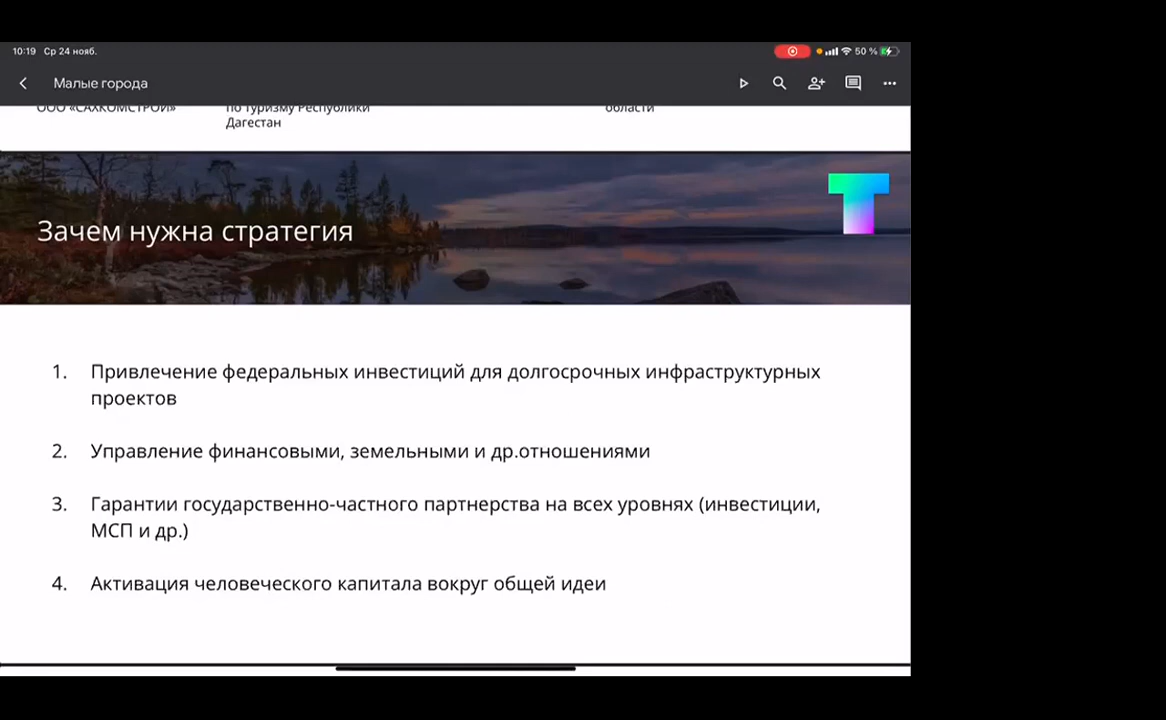 10:19 Ср 24 нояб.
50 %
Малые города
ООО «САХКОМСТРОЙ» по туризму Республики области
Дагестан
Зачем нужна стратегия
T
1. Привлечение федеральных инвестиций для долгосрочных инфраструктурных
проектов
2. Управление финансовыми, земельными и др.отношениями
3. Гарантии государственно-частного партнерства на всех уровнях (инвестиции,
МСП и др.)
4. Активация человеческого капитала вокруг общей идеи